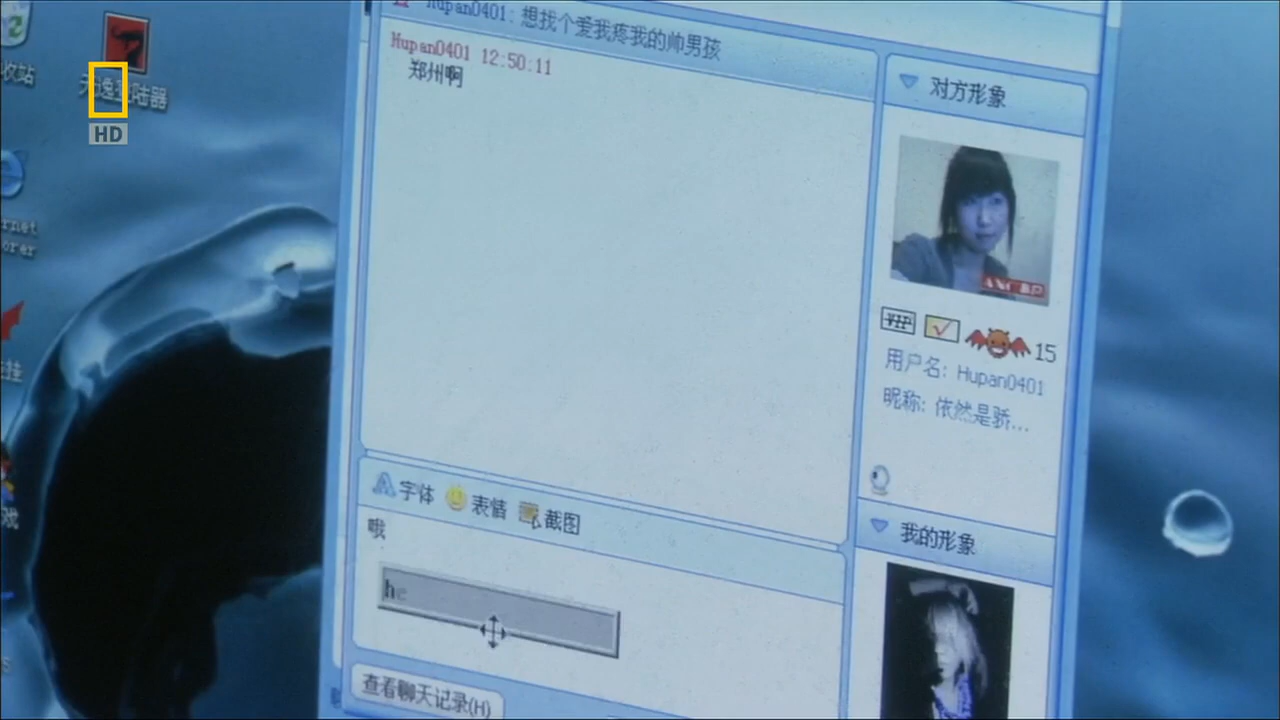 Hupan0401: 想找个爱我疼我的帅男孩
Hupan0401 12:50:11
郑州啊
对方形象
收站
HD
VIP
15
用户名: Hupan0401
昵称: 依然是骄...
字体 表情 截图
哦
he
我的形象
查看聊天记录(H)